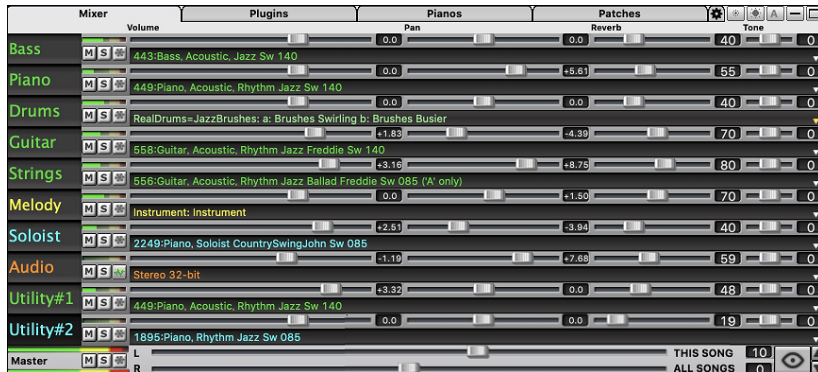 Mixer Plugins Pianos Patches A
Volume Pan Reverb Tone
Bass M S 0.0 0.0 40 0
443:Bass, Acoustic, Jazz Sw 140
Piano M S 0.0 +5.61 55 0
449:Piano, Acoustic, Rhythm Jazz Sw 140
Drums M S 0.0 0.0 40 0
RealDrums=JazzBrushes: a: Brushes Swirling b: Brushes Busier
Guitar M S +1.83 -4.39 70 0
558:Guitar, Acoustic, Rhythm Jazz Freddie Sw 140
Strings M S +3.16 +8.75 80 0
556:Guitar, Acoustic, Rhythm Jazz Ballad Freddie Sw 085 ('A' only)
Melody M S 0.0 +1.50 70 0
Instrument: Instrument
Soloist M S +2.51 -3.94 40 0
2249:Piano, Soloist CountrySwingJohn Sw 085
Audio M S -1.19 +7.68 59 0
Stereo 32-bit
Utility#1 M S +3.32 0.0 48 0
449:Piano, Acoustic, Rhythm Jazz Sw 140
Utility#2 M S 0.0 0.0 19 0
1895:Piano, Rhythm Jazz Sw 085
Master M S L THIS SONG 10
R ALL SONGS 0